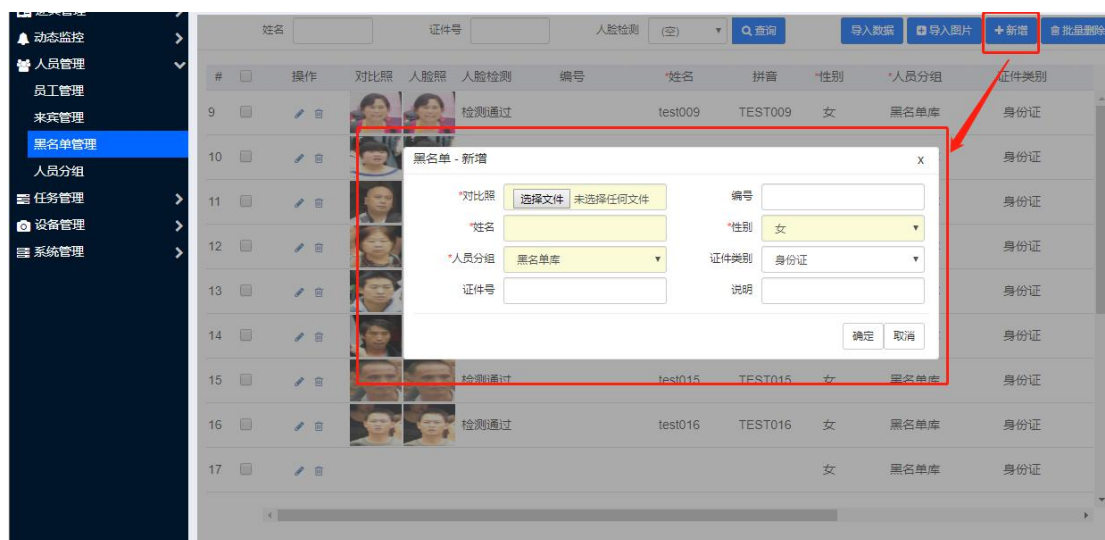 动态监控
人员管理
员工管理
来宾管理
黑名单管理
人员分组
任务管理
设备管理
系统管理
姓名 证件号 人脸检测 (空) 查询 导入数据 导入图片 +新增 批量删除
# 操作 对比照 人脸照 人脸检测 编号 *姓名 拼音 *性别 *人员分组 证件类别
9 检测通过 test009 TEST009 女 黑名单库 身份证
10 身份证
11 身份证
12 身份证
13 身份证
14 身份证
15 检测通过 test015 TEST015 女 黑名单库 身份证
16 检测通过 test016 TEST016 女 黑名单库 身份证
17 女 黑名单库 身份证
黑名单 - 新增 x
*对比照 选择文件 未选择任何文件 编号
*姓名 *性别 女
*人员分组 黑名单库 证件类别 身份证
证件号 说明
确定 取消